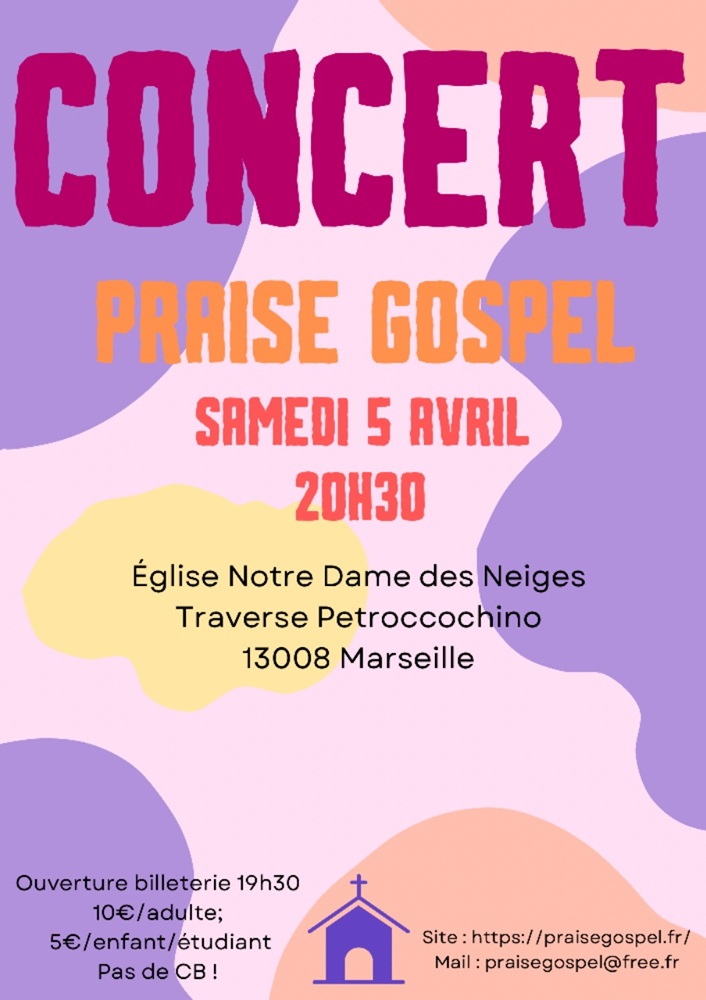 CONCERT
PRAISE GOSPEL
SAMEDI 5 AVRIL
20H30
Église Notre Dame des Neiges
Traverse Petroccochino
13008 Marseille
Ouverture billeterie 19h30
10€/adulte;
5€/enfant/étudiant
Pas de CB !
Site : https://praisegospel.fr/
Mail : praisegospel@free.fr